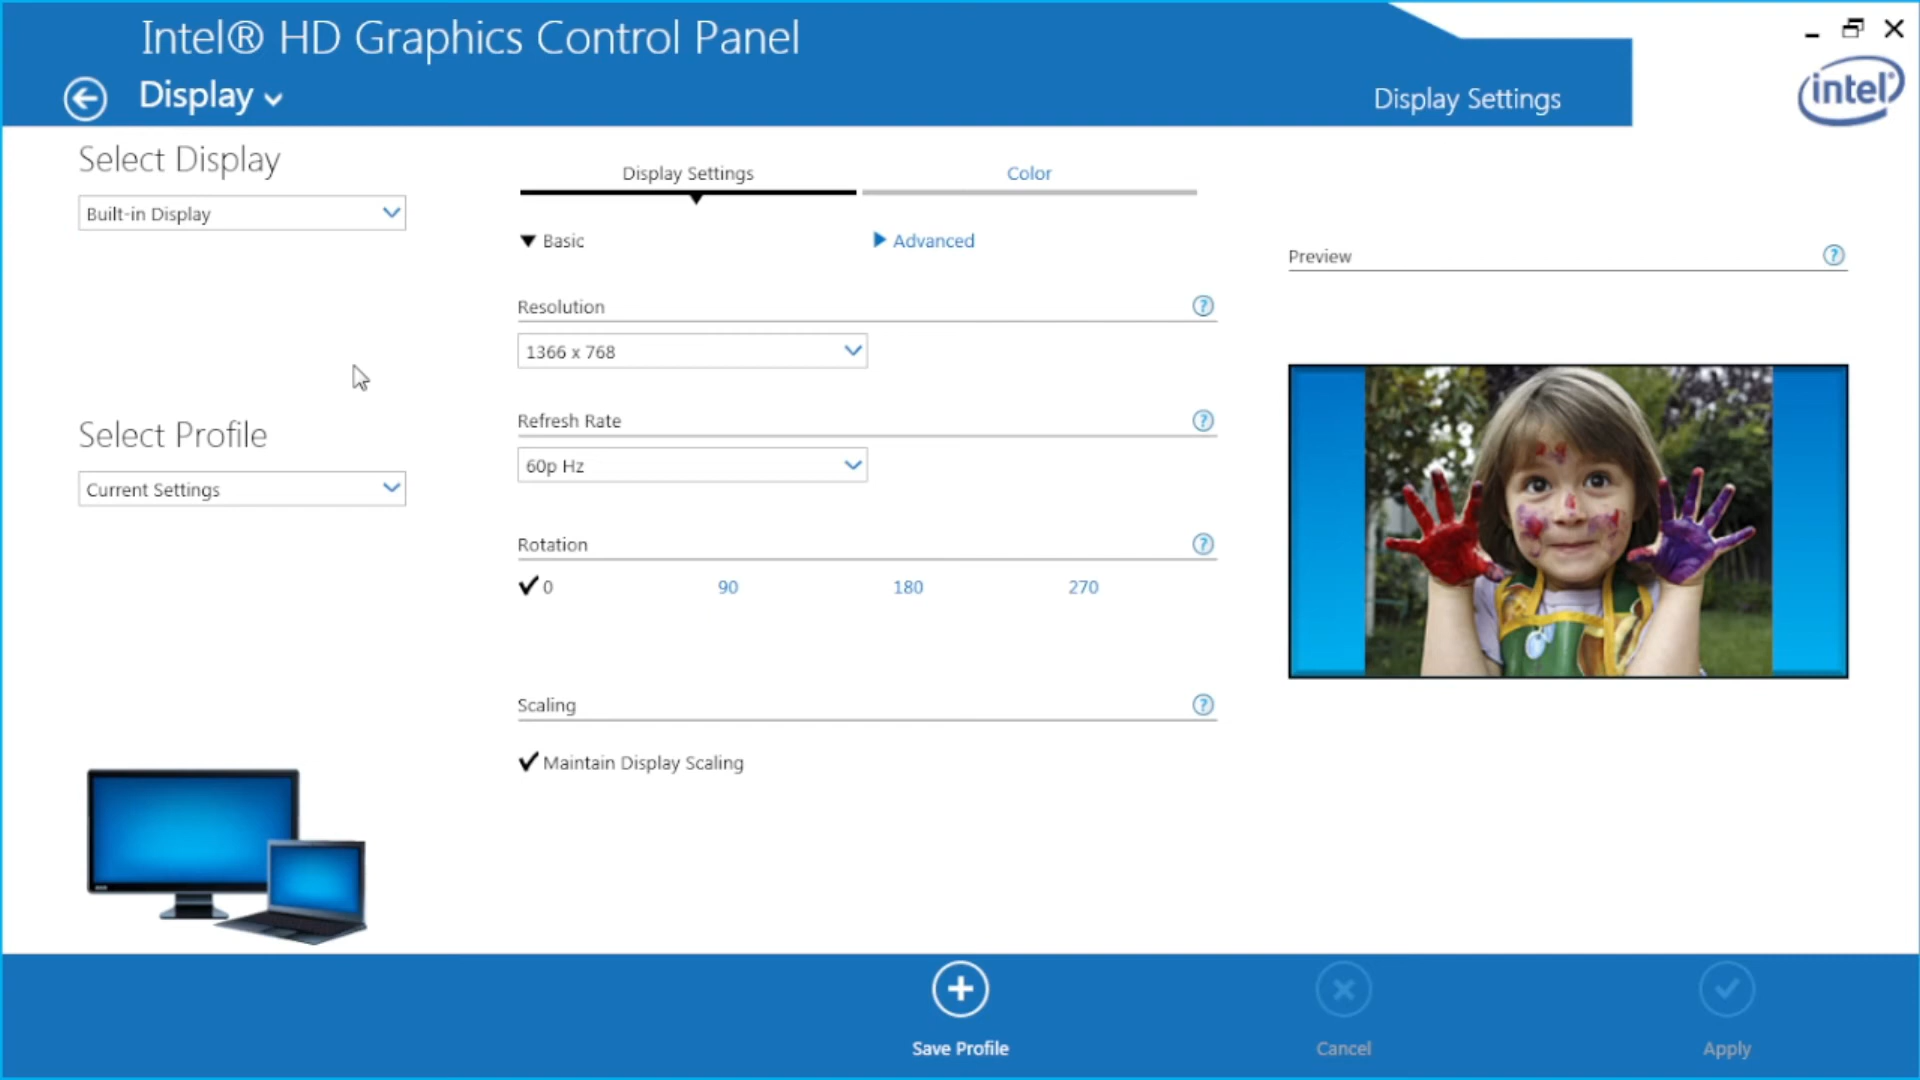 Intel® HD Graphics Control Panel
Display
Display Settings
intel®
Select Display
Built-in Display
Select Profile
Current Settings
Display Settings
Color
Basic
Advanced
Resolution
?
1366 x 768
Refresh Rate
?
60p Hz
Rotation
?
0
90
180
270
Scaling
?
Maintain Display Scaling
Preview
?
Save Profile
Cancel
Apply